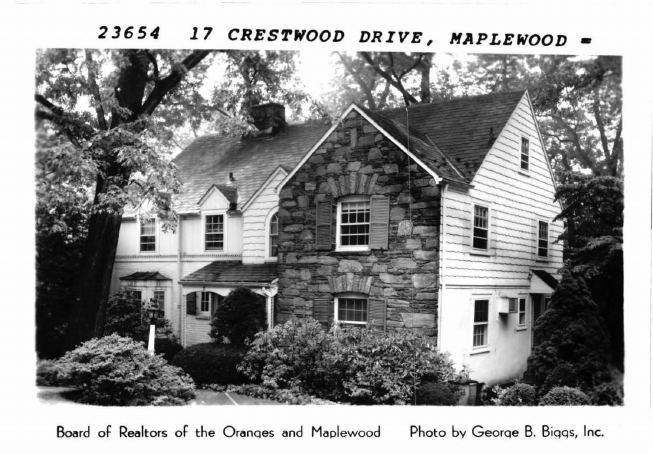 23654 17 CRESTWOOD DRIVE, MAPLEWOOD =
Board of Realtors of the Oranges and Maplewood Photo by George B. Biggs, Inc.